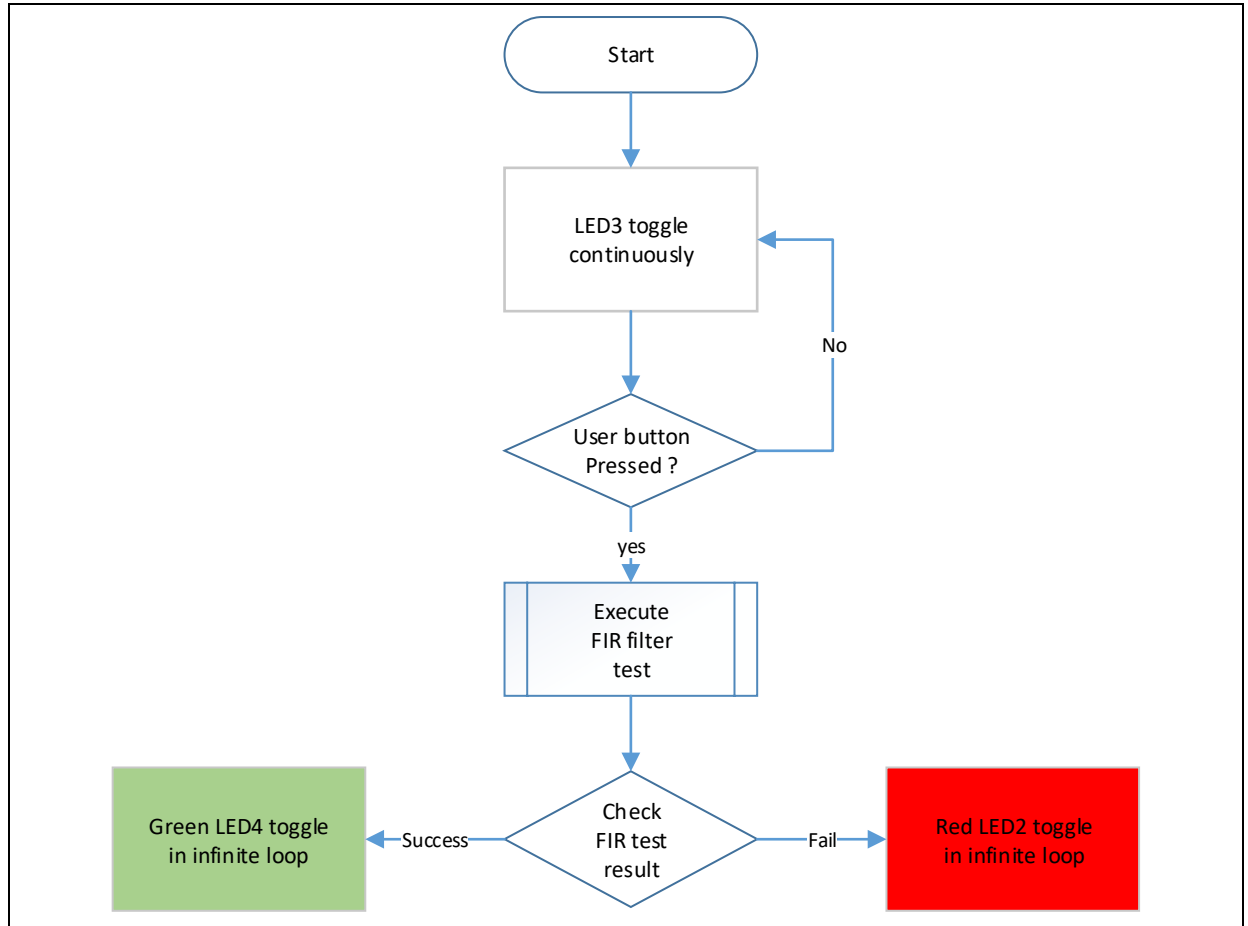 Start
LED3 toggle
continuously
No
User button
Pressed ?
yes
Execute
FIR filter
test
Check
FIR test
result
Success
Fail
Green LED4 toggle
in infinite loop
Red LED2 toggle
in infinite loop